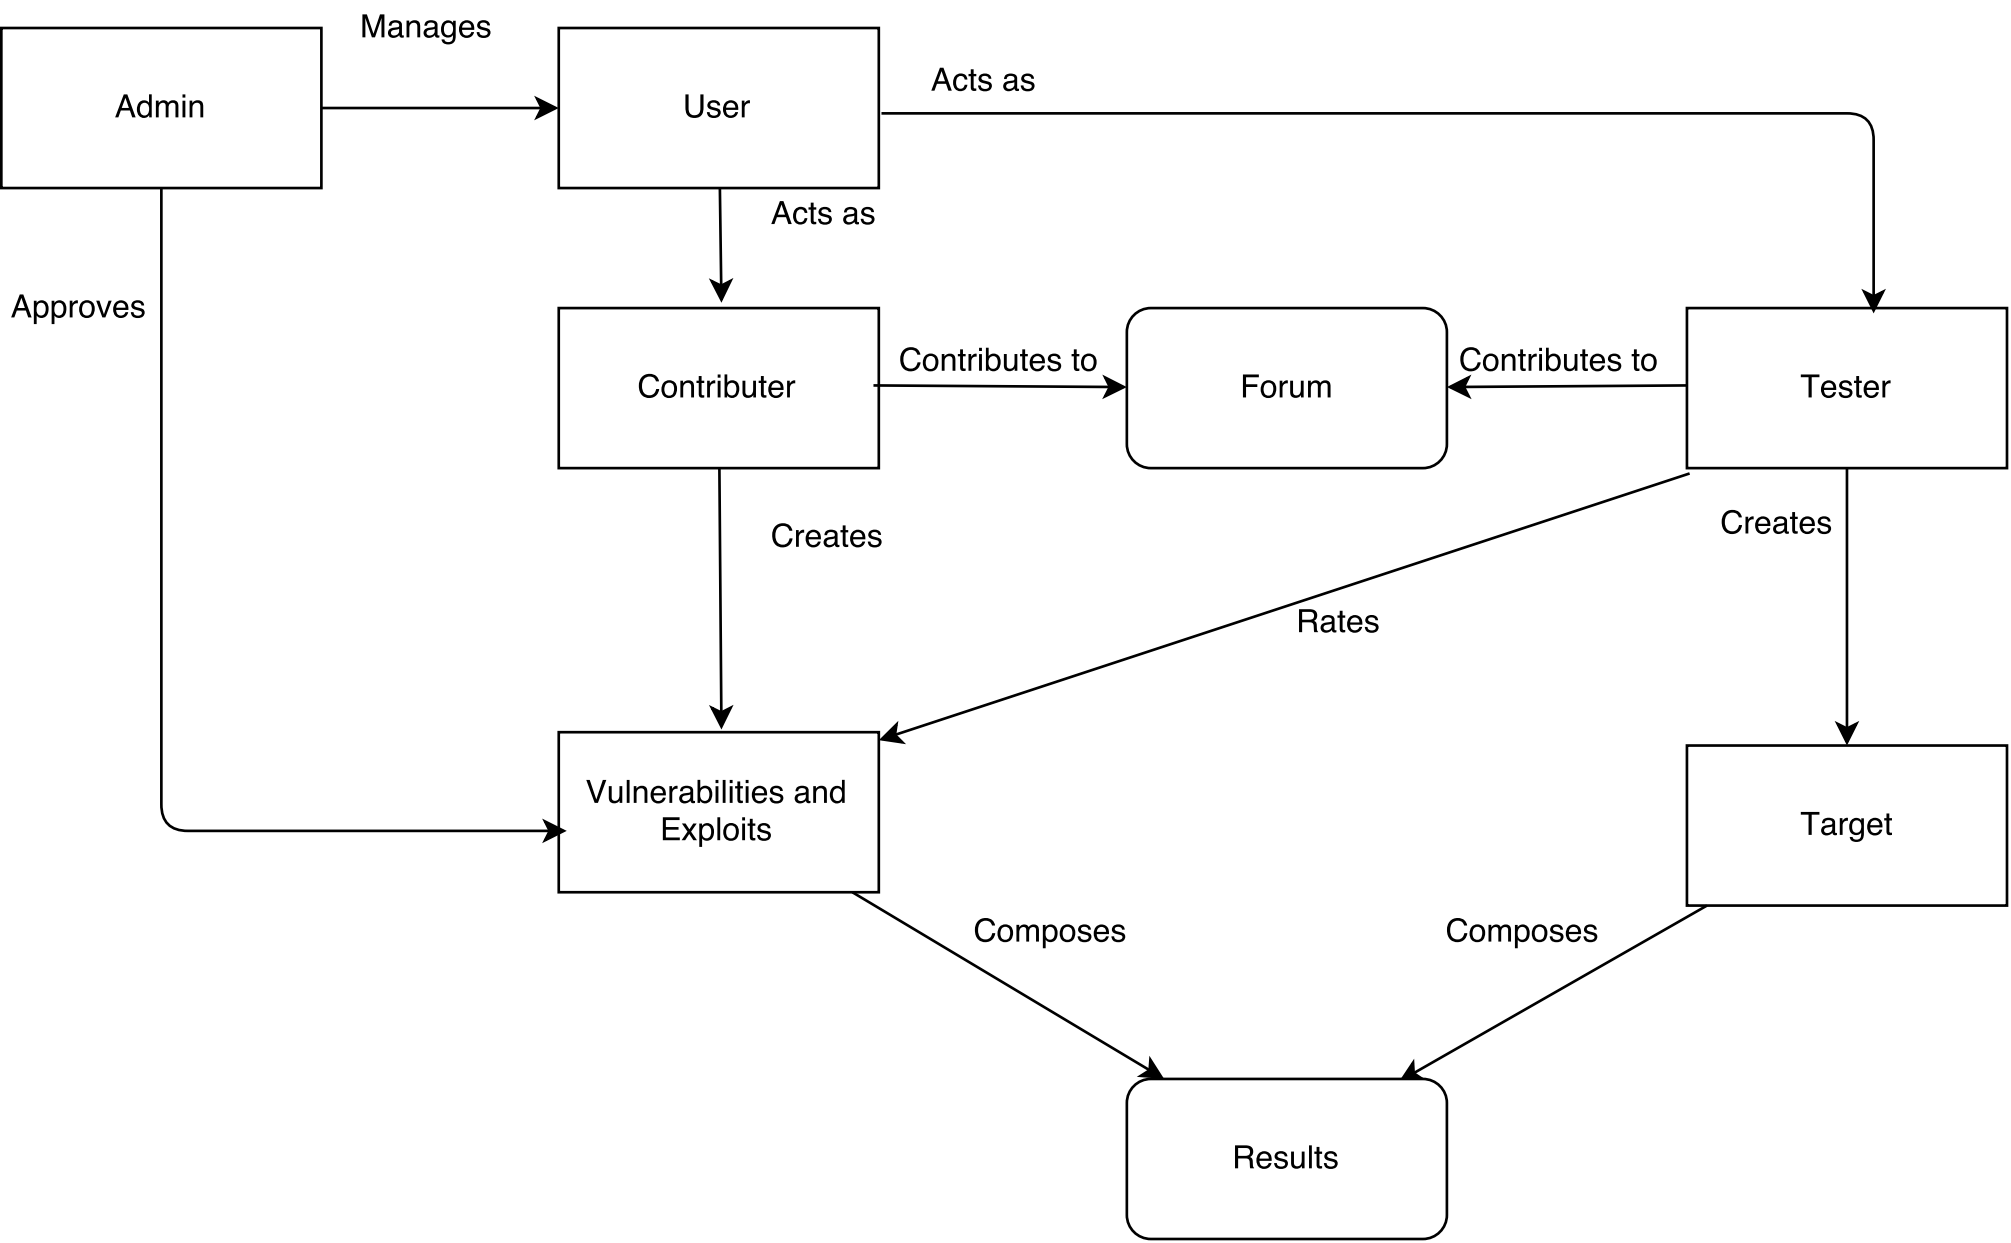 Manages
Admin
User
Acts as
Acts as
Approves
Contributer
Contributes to
Forum
Contributes to
Tester
Creates
Creates
Rates
Vulnerabilities and
Exploits
Target
Composes
Composes
Results